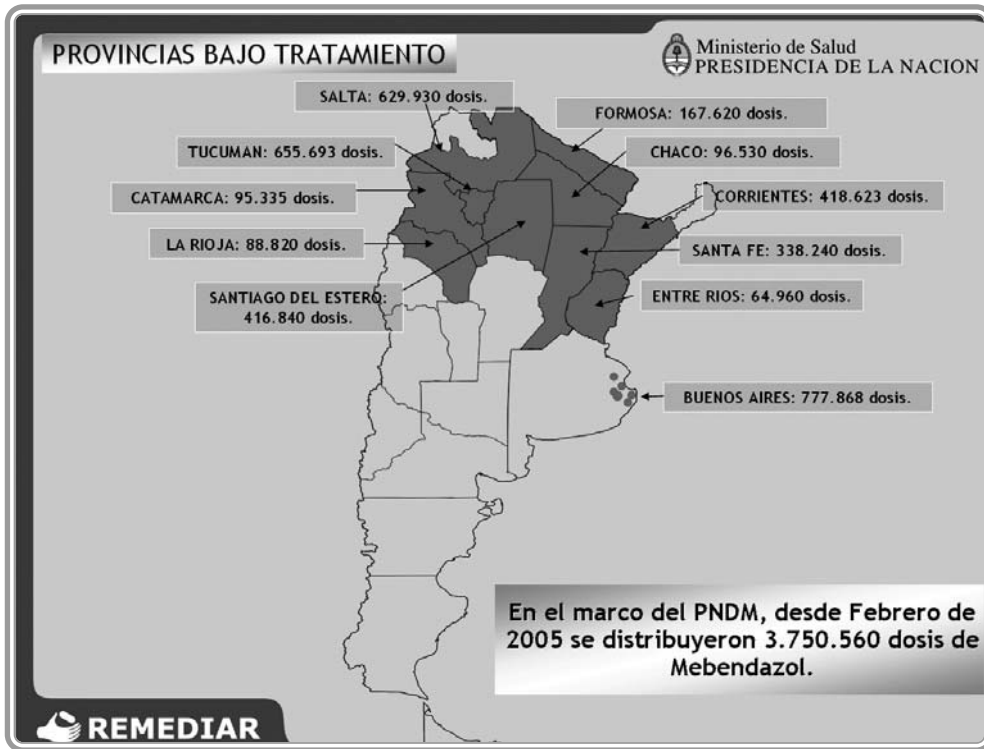 PROVINCIAS BAJO TRATAMIENTO
Ministerio de Salud
PRESIDENCIA DE LA NACION
SALTA: 629.930 dosis.
FORMOSA: 167.620 dosis.
TUCUMAN: 655.693 dosis.
CHACO: 96.530 dosis.
CATAMARCA: 95.335 dosis.
CORRIENTES: 418.623 dosis.
LA RIOJA: 88.820 dosis.
SANTA FE: 338.240 dosis.
SANTIAGO DEL ESTERO:
416.840 dosis.
ENTRE RIOS: 64.960 dosis.
BUENOS AIRES: 777.868 dosis.
En el marco del PNDM, desde Febrero de
2005 se distribuyeron 3.750.560 dosis de
Mebendazol.
REMEDIAR